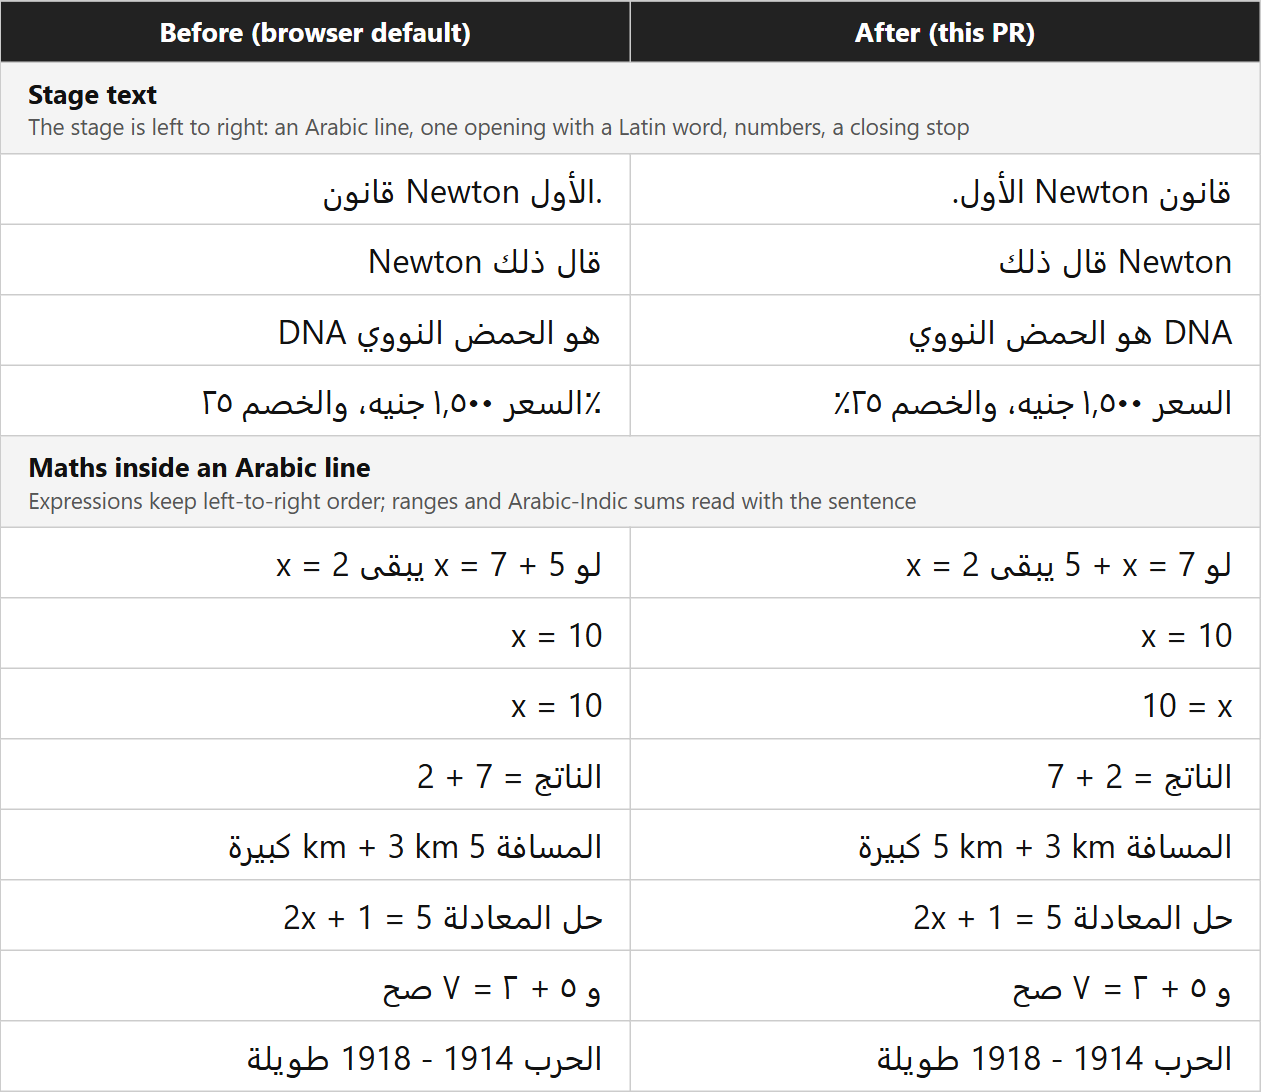 Before (browser default)
After (this PR)
Stage text
The stage is left to right: an Arabic line, one opening with a Latin word, numbers, a closing stop
قانون Newton الأول.
قانون Newton الأول.
Newton قال ذلك
Newton قال ذلك
DNA هو الحمض النووي
DNA هو الحمض النووي
السعر ١,٥٠٠ جنيه، والخصم ٢٥٪
السعر ١,٥٠٠ جنيه، والخصم ٢٥٪
Maths inside an Arabic line
Expressions keep left-to-right order; ranges and Arabic-Indic sums read with the sentence
لو 5 + x = 7 يبقى x = 2
لو 5 + x = 7 يبقى x = 2
x = 10
x = 10
x = 10
10 = x
الناتج = 7 + 2
الناتج = 7 + 2
المسافة 5 km + 3 km كبيرة
المسافة 5 km + 3 km كبيرة
حل المعادلة 2x + 1 = 5
حل المعادلة 2x + 1 = 5
و ٥ + ٢ = ٧ صح
و ٥ + ٢ = ٧ صح
الحرب 1914 - 1918 طويلة
الحرب 1914 - 1918 طويلة